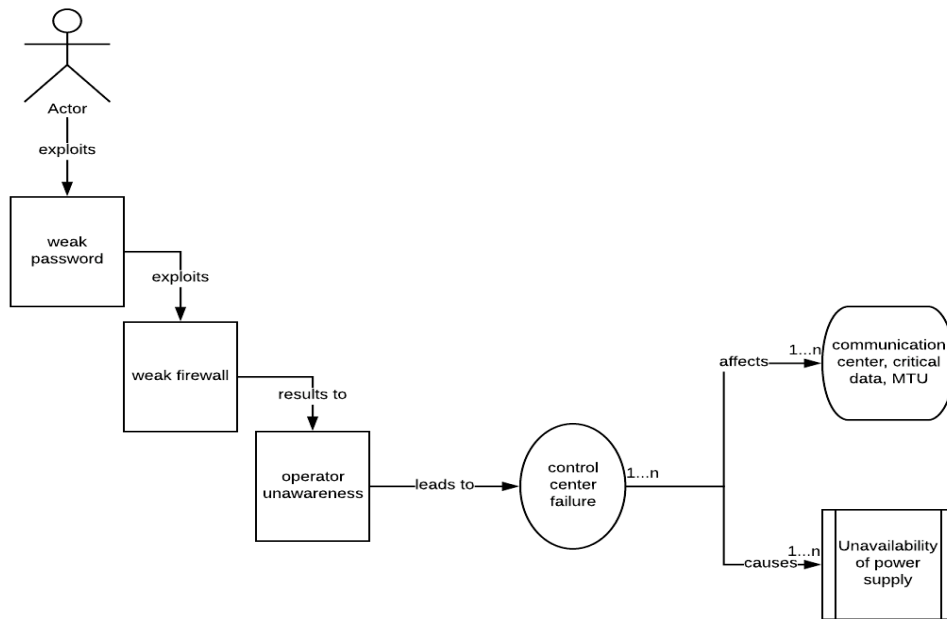 Actor
exploits
weak
password
exploits
weak firewall
results to
operator
unawareness
leads to
control
center
failure
1...n
affects
1...n
communication
center, critical
data, MTU
causes
1...n
Unavailability
of power
supply